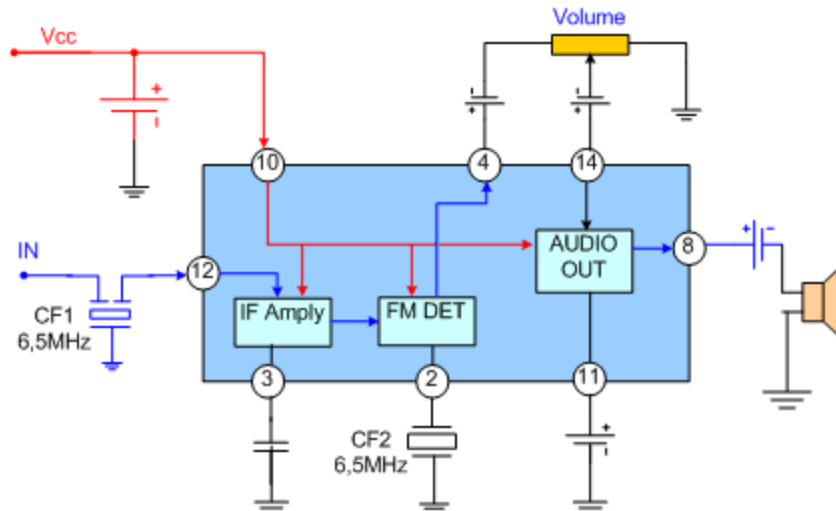 Volume
Vcc
+
-
10
4
14
AUDIO
OUT
8
+ -
IN
12
IF Amply
FM DET
CF1
6,5MHz
3
2
11
CF2
6,5MHz
+
-